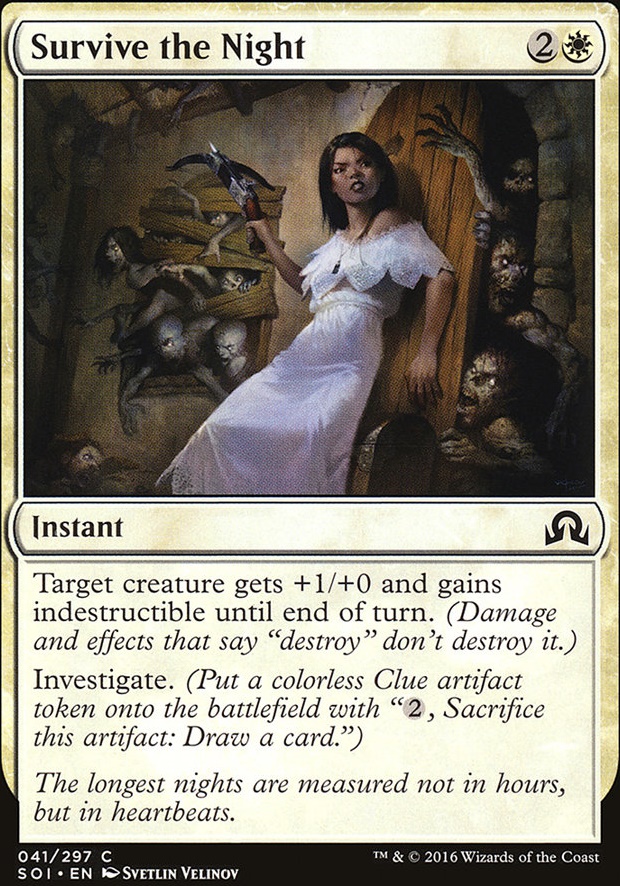 Survive the Night 2
Instant
Target creature gets +1/+0 and gains
indestructible until end of turn. (Damage
and effects that say “destroy” don’t destroy it.)
Investigate. (Put a colorless Clue artifact
token onto the battlefield with “2, Sacrifice
this artifact: Draw a card.”)
The longest nights are measured not in hours,
but in heartbeats.
041/297 C
SOI • EN SVETLIN VELINOV
™ & © 2016 Wizards of the Coast